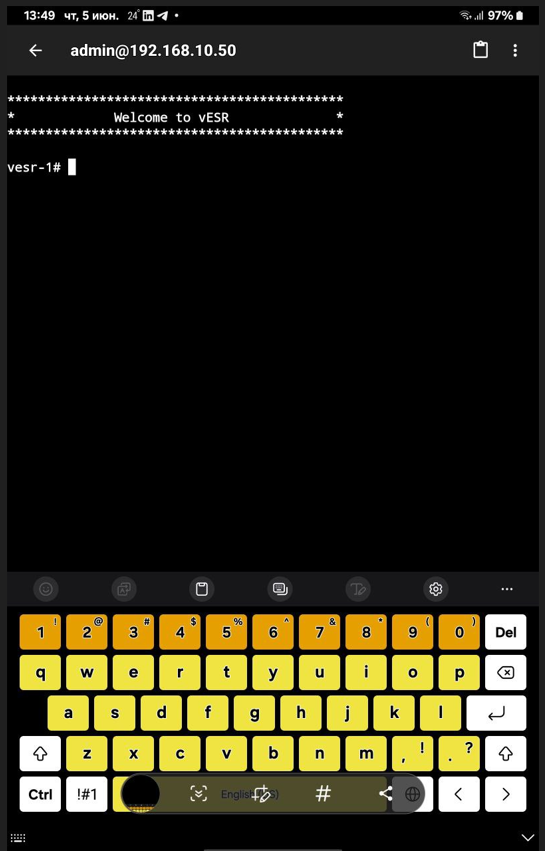 13:49 чт, 5 июн. 24° 97%
admin@192.168.10.50
*******************************************
* Welcome to vESR *
*******************************************
vesr-1# 
1 ! 2 @ 3 # 4 $ 5 % 6 ^ 7 & 8 * 9 ( 0 ) Del
q w e r t y u i o p
a s d f g h j k l
z x c v b n m , ! . ?
Ctrl !#1 < >